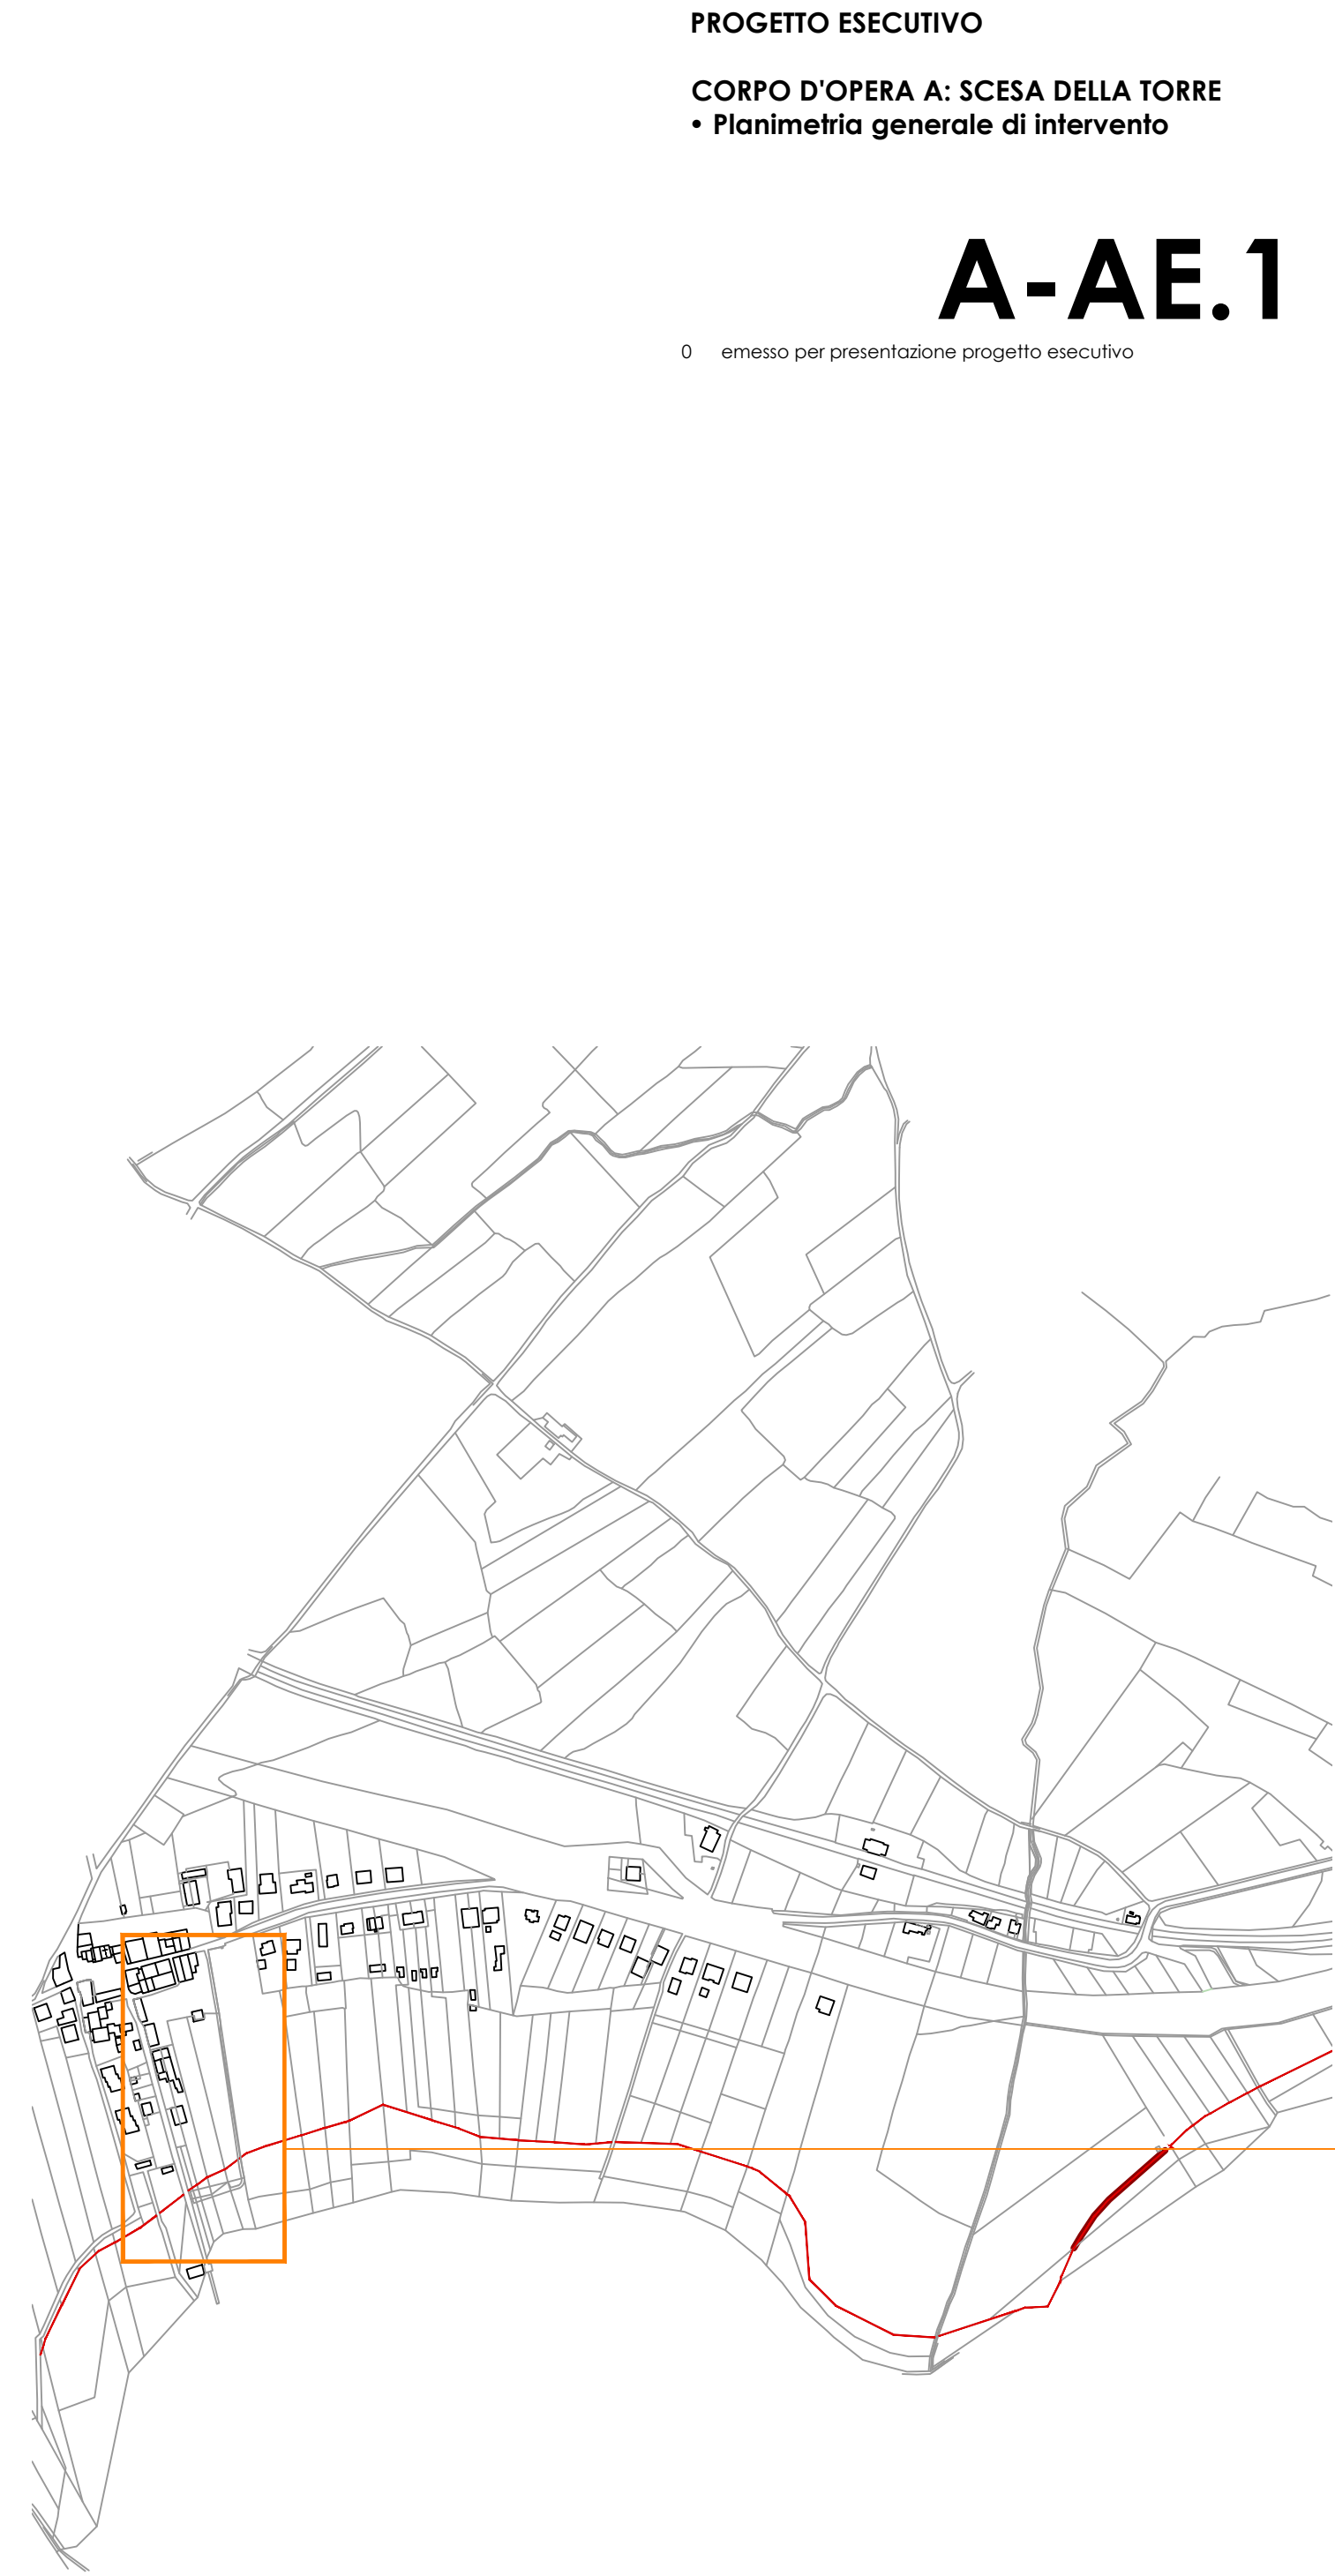 PROGETTO ESECUTIVO
CORPO D'OPERA A: SCESA DELLA TORRE
• Planimetria generale di intervento
A-AE.1
0 emesso per presentazione progetto esecutivo